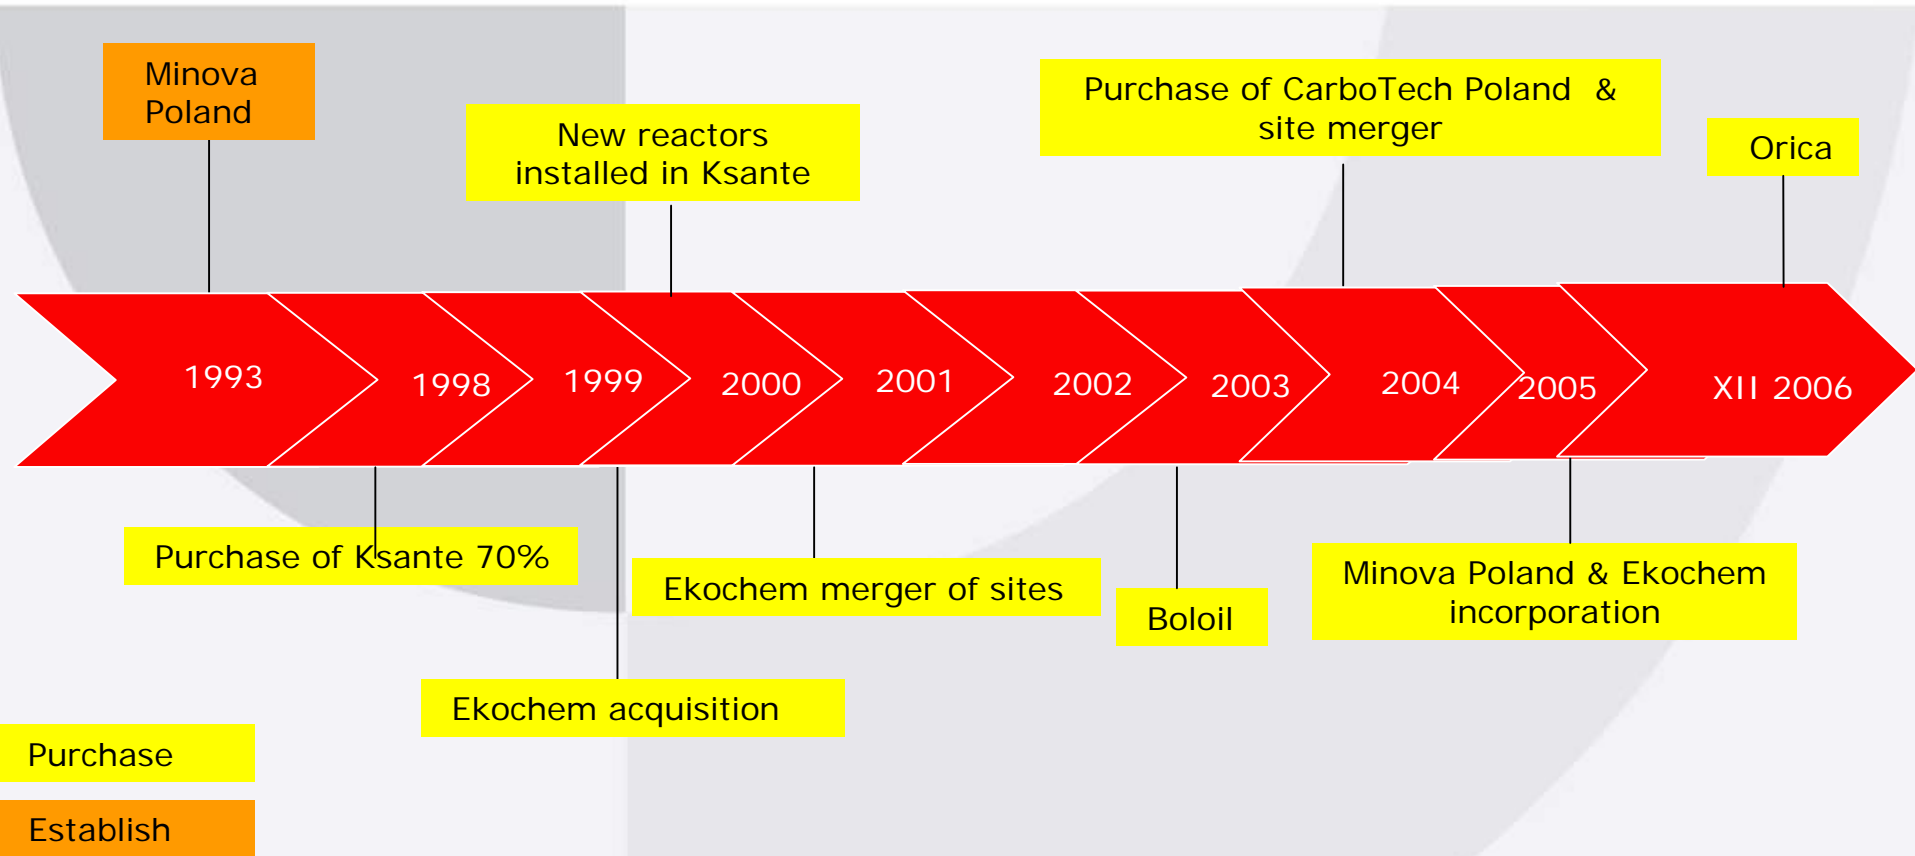 Minova
Poland
New reactors
installed in Ksante
Purchase of CarboTech Poland &
site merger
Orica
1993
1998
1999
2000
2001
2002
2003
2004
2005
XII 2006
Purchase of Ksante 70%
Ekochem merger of sites
Boloil
Minova Poland & Ekochem
incorporation
Ekochem acquisition
Purchase
Establish